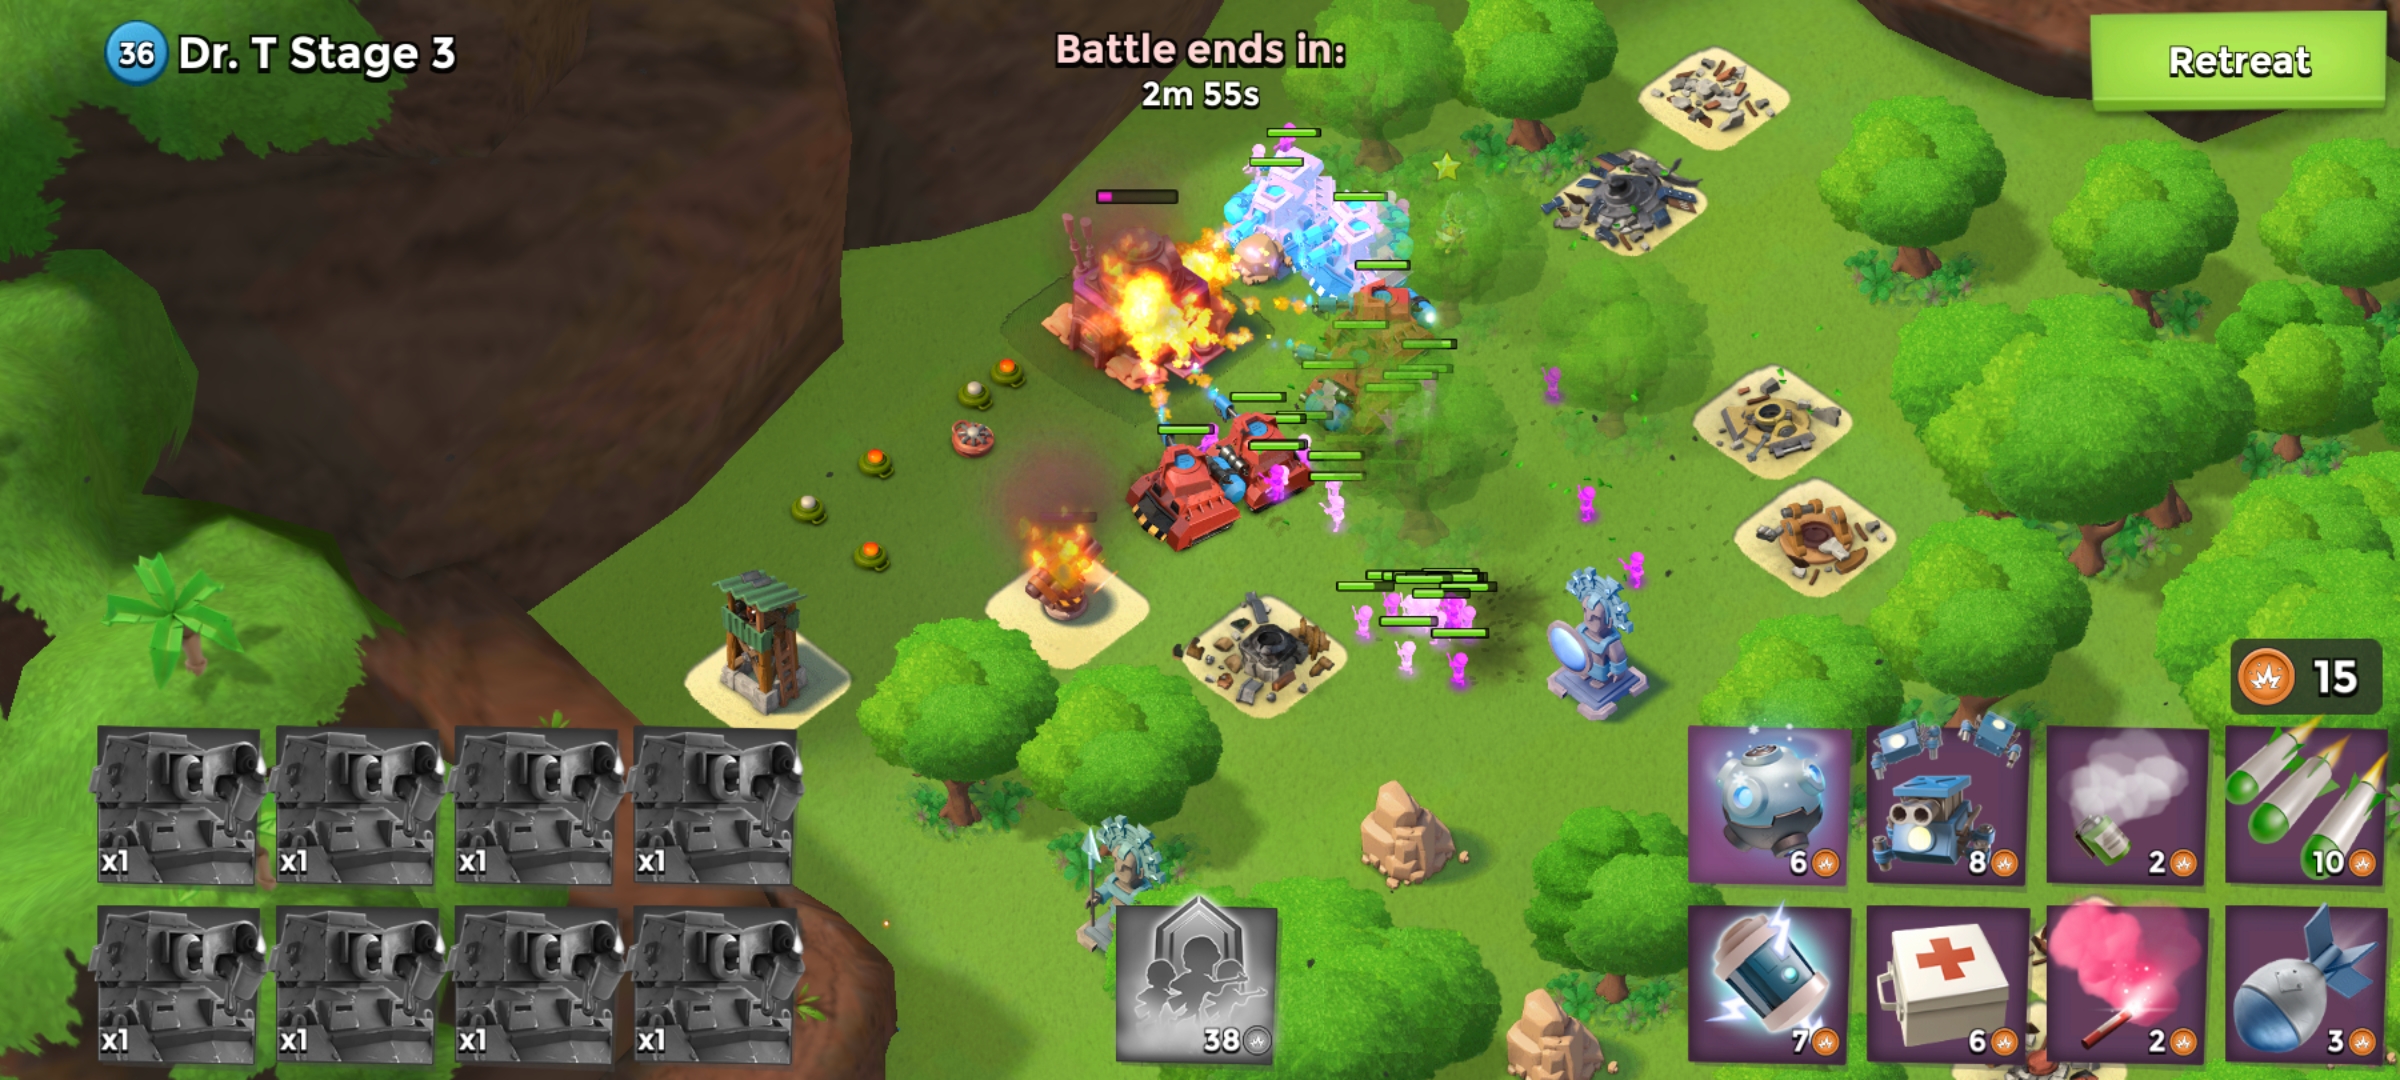 36 Dr. T Stage 3
Battle ends in:
2m 55s
Retreat
15
x1 x1 x1 x1
6 8 2 10
x1 x1 x1 x1
38
7 6 2 3